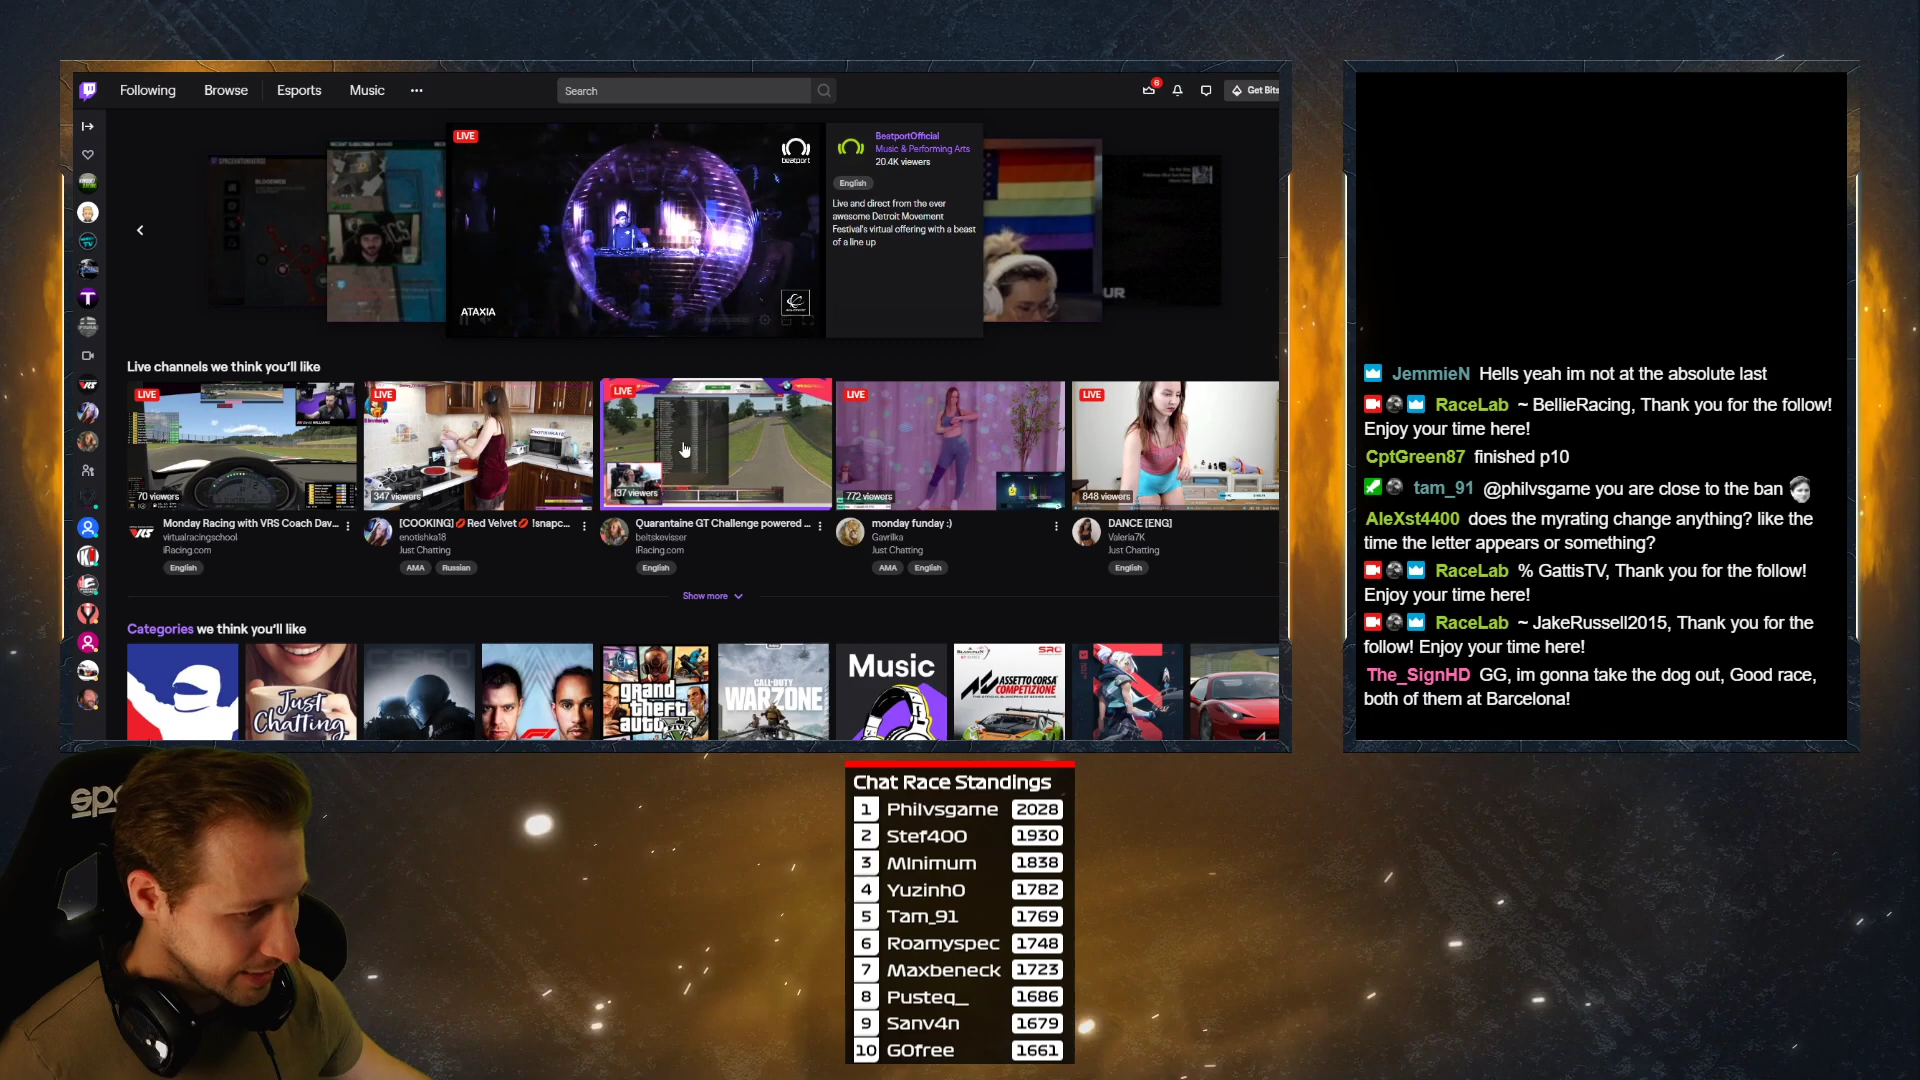 Following
Browse
Esports
Music
Search
6
Get Bits
LIVE
beatport
ATAXIA
BeatportOfficial
Music & Performing Arts
20.4K viewers
English
Live and direct from the ever
awesome Detroit Movement
Festival's virtual offering with a beast
of a line up
Live channels we think you'll like
LIVE
70 viewers
Monday Racing with VRS Coach Dav...
virtualracingschool
iRacing.com
English
LIVE
347 viewers
[COOKING]💋Red Velvet💋 !snapc...
enotishka18
Just Chatting
AMA
Russian
LIVE
137 viewers
Quarantaine GT Challenge powered ...
beitskevisser
iRacing.com
English
LIVE
772 viewers
monday funday :)
Gavrilka
Just Chatting
AMA
English
LIVE
848 viewers
DANCE [ENG]
Valeria7K
Just Chatting
English
Show more
Categories we think you'll like
Just
Chatting
grand
theft
auto
CALL OF DUTY
WARZONE
Music
SRO
ASSETTO CORSA
COMPETIZIONE
JemmieN Hells yeah im not at the absolute last
RaceLab ~ BellieRacing, Thank you for the follow!
Enjoy your time here!
CptGreen87 finished p10
tam_91 @philvsgame you are close to the ban
AleXst4400 does the myrating change anything? like the
time the letter appears or something?
RaceLab % GattisTV, Thank you for the follow!
Enjoy your time here!
RaceLab ~ JakeRussell2015, Thank you for the
follow! Enjoy your time here!
The_SignHD GG, im gonna take the dog out, Good race,
both of them at Barcelona!
Chat Race Standings
1 Philvsgame 2028
2 Stef400 1930
3 Minimum 1838
4 Yuzinho 1782
5 Tam_91 1769
6 Roamyspec 1748
7 Maxbeneck 1723
8 Pusteq_ 1686
9 Sanv4n 1679
10 G0free 1661